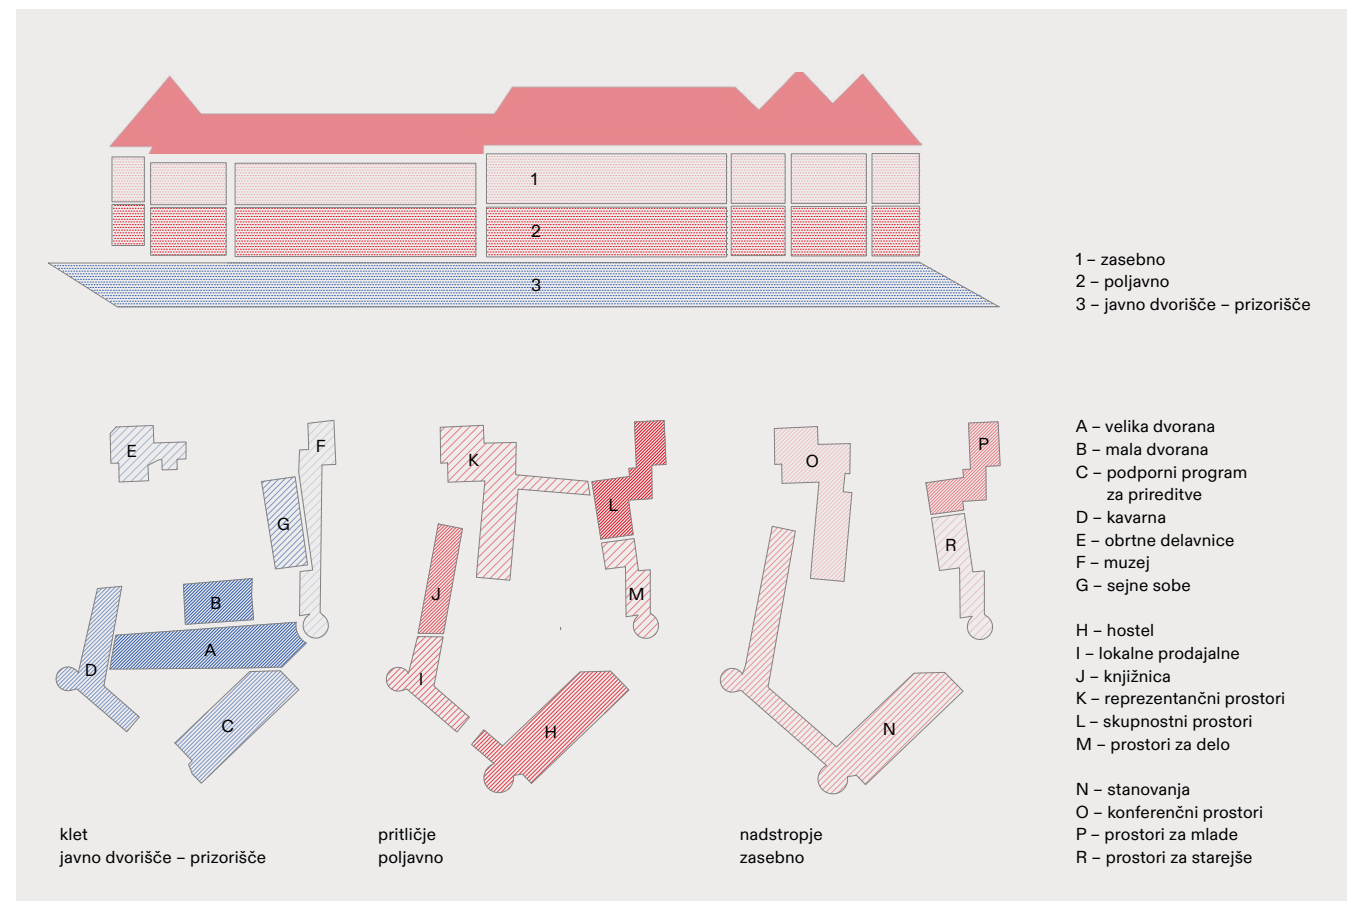 1
2
3
1 – zasebno
2 – poljavno
3 – javno dvorišče – prizorišče
E
F
G
B
A
D
C
K
L
J
M
I
H
O
P
R
N
A – velika dvorana
B – mala dvorana
C – podporni program
za prireditve
D – kavarna
E – obrtne delavnice
F – muzej
G – sejne sobe
H – hostel
I – lokalne prodajalne
J – knjižnica
K – reprezentančni prostori
L – skupnostni prostori
M – prostori za delo
N – stanovanja
O – konferenčni prostori
P – prostori za mlade
R – prostori za starejše
klet
javno dvorišče – prizorišče
pritličje
poljavno
nadstropje
zasebno